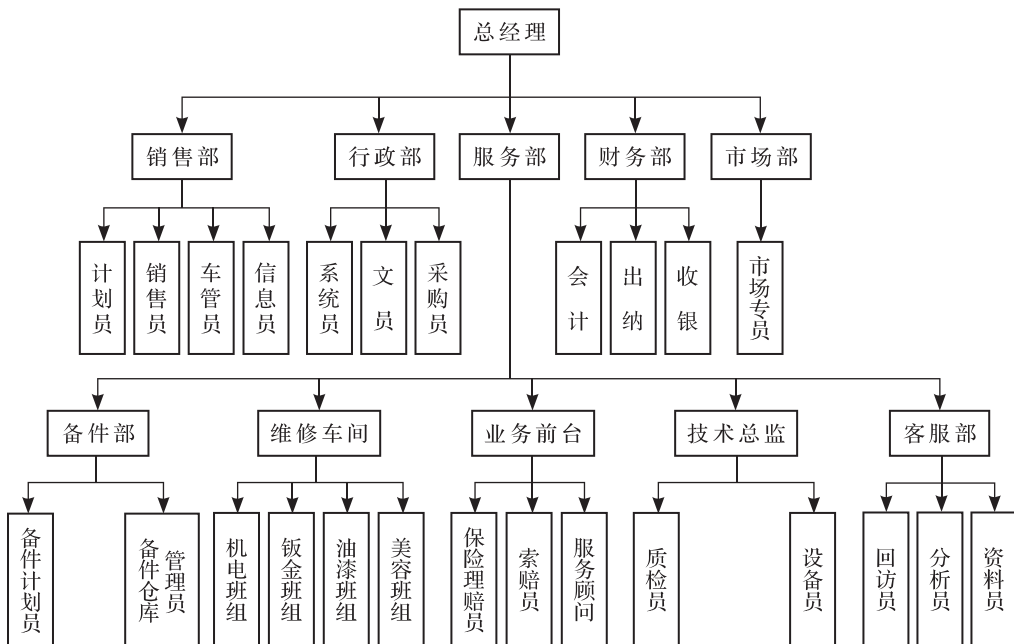 总经理
销售部
行政部
服务部
财务部
市场部
计划员
销售员
车管员
信息员
系统员
文员
采购员
会计
出纳
收银
市场专员
备件部
维修车间
业务前台
技术总监
客服部
备件计划员
备件仓库
管理员
机电班组
钣金班组
油漆班组
美容班组
保险理赔员
索赔员
服务顾问
质检员
设备员
回访员
分析员
资料员